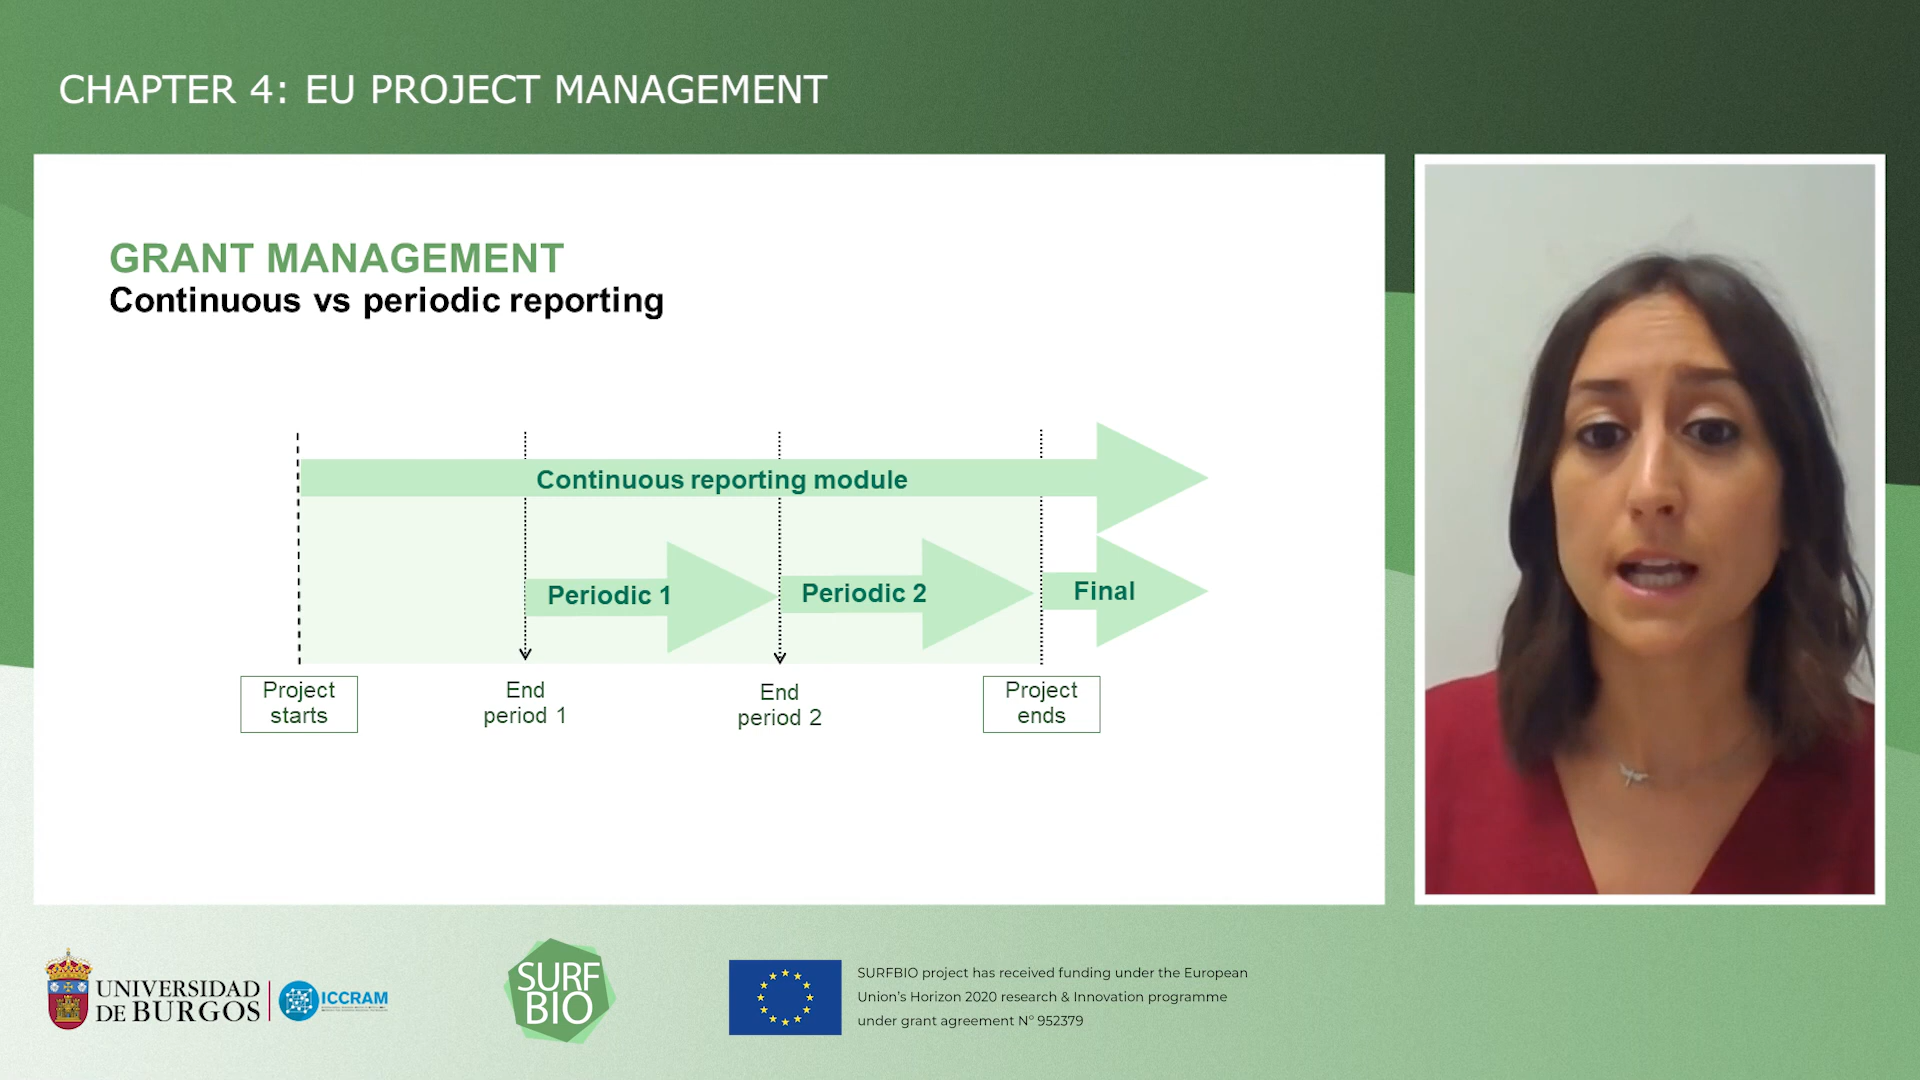 CHAPTER 4: EU PROJECT MANAGEMENT
GRANT MANAGEMENT
Continuous vs periodic reporting
Continuous reporting module
Periodic 1
Periodic 2
Final
Project
starts
End
period 1
End
period 2
Project
ends
UNIVERSIDAD
DE BURGOS
ICCRAM
SURF
BIO
SURFBIO project has received funding under the European
Union's Horizon 2020 research & Innovation programme
under grant agreement N° 952379